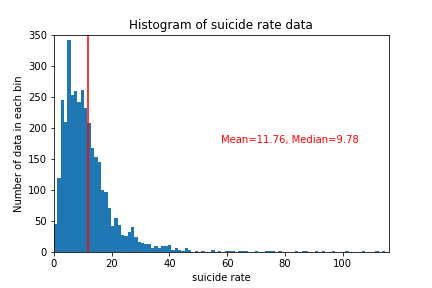 Histogram of suicide rate data
350
300
250
200
150
100
50
0
Number of data in each bin
Mean=11.76, Median=9.78
0 20 40 60 80 100
suicide rate